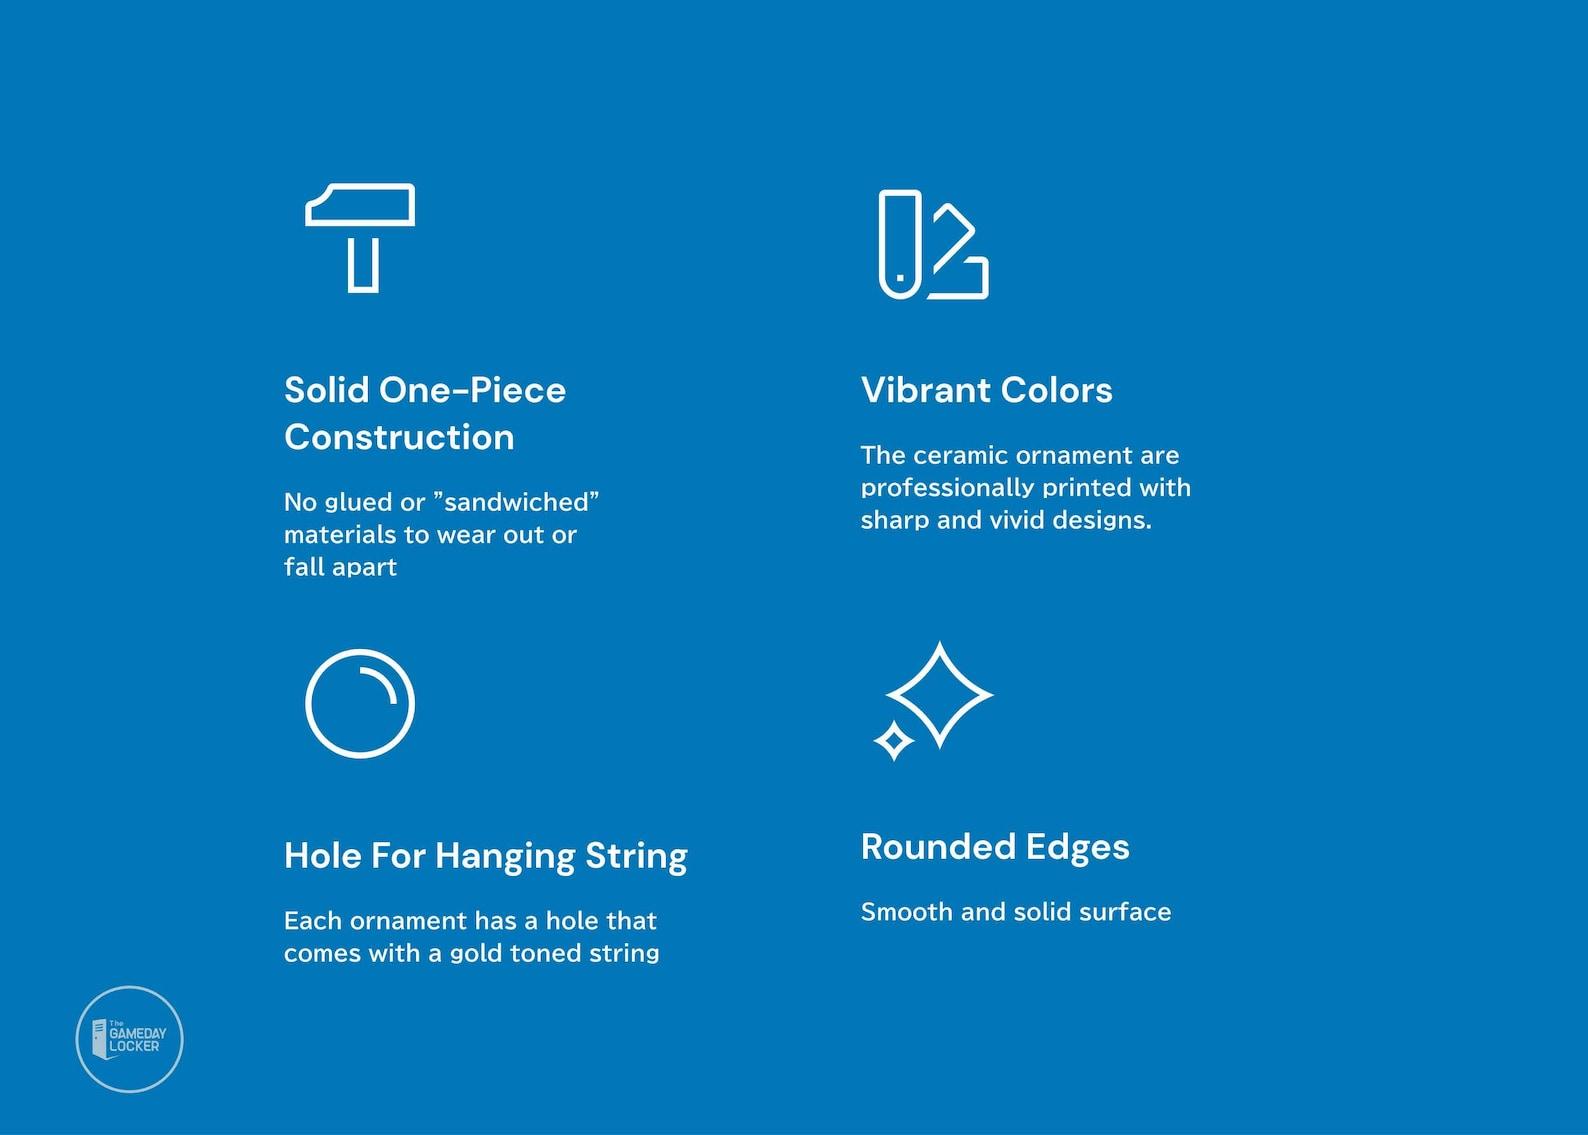 Solid One-Piece
Construction
No glued or ”sandwiched”
materials to wear out or
fall apart
Vibrant Colors
The ceramic ornament are
professionally printed with
sharp and vivid designs.
Hole For Hanging String
Each ornament has a hole that
comes with a gold toned string
Rounded Edges
Smooth and solid surface
The
GAMEDAY
LOCKER